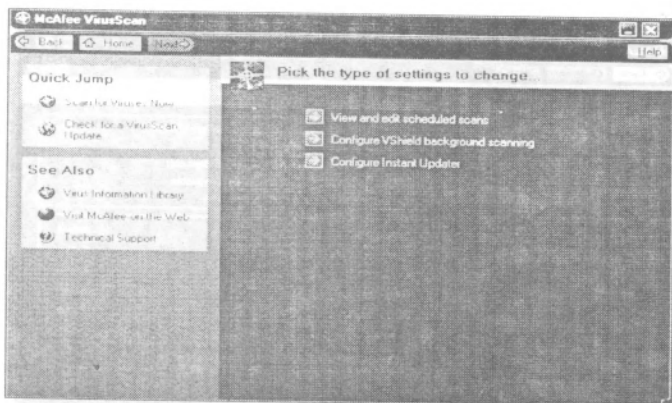 McAfee VirusScan
Back Home Next
Help
Quick Jump
Scan for Viruses Now
Check for a VirusScan
Update
See Also
Virus Information Library
Visit McAfee on the Web
Technical Support
Pick the type of settings to change...
View and edit scheduled scans
Configure VShield background scanning
Configure Instant Updater